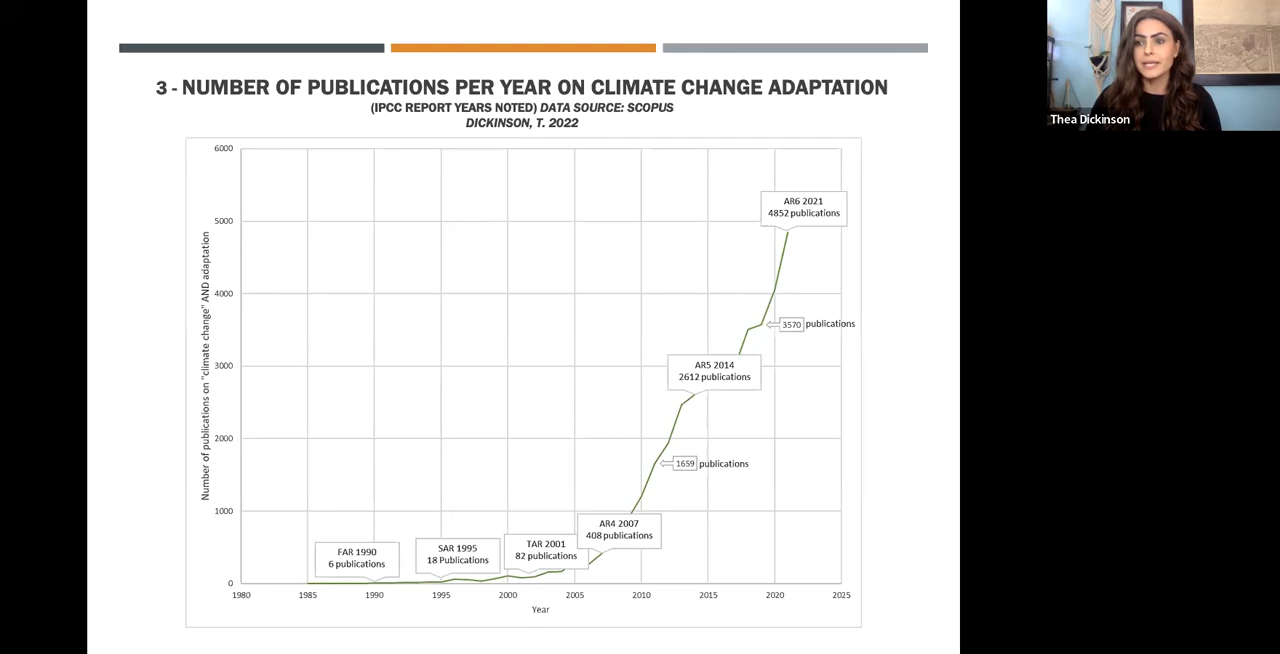 3 - NUMBER OF PUBLICATIONS PER YEAR ON CLIMATE CHANGE ADAPTATION
(IPCC REPORT YEARS NOTED) DATA SOURCE: SCOPUS
DICKINSON, T. 2022
Thea Dickinson
6000
5000
4000
3000
2000
1000
0
Number of publications on "climate change" AND adaptation
AR6 2021
4852 publications
3570 publications
AR5 2014
2612 publications
1659 publications
AR4 2007
408 publications
TAR 2001
82 publications
SAR 1995
18 Publications
FAR 1990
6 publications
1980 1985 1990 1995 2000 2005 2010 2015 2020 2025
Year